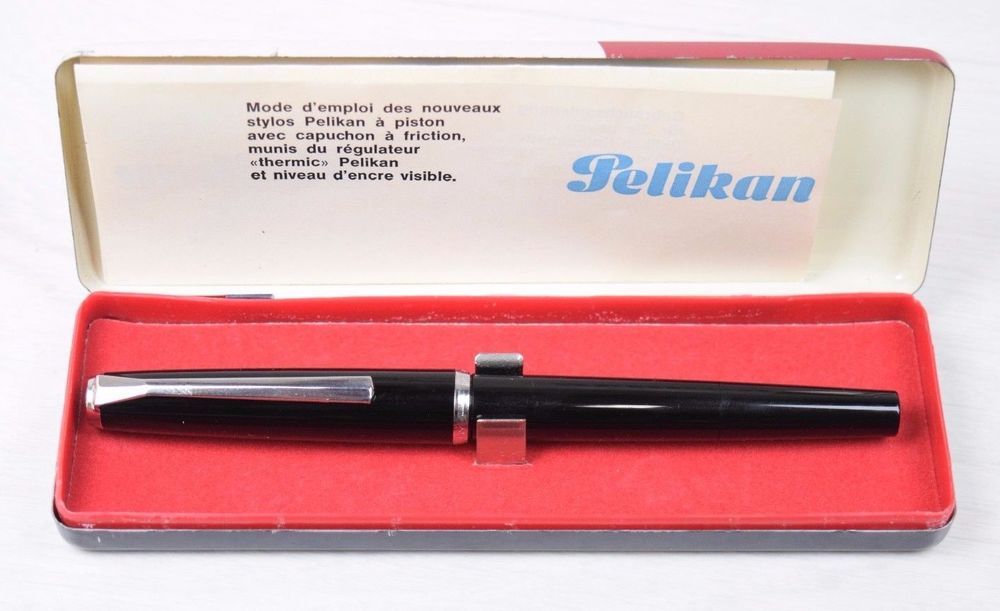 Mode d'emploi des nouveaux
stylos Pelikan à piston
avec capuchon à friction,
munis du régulateur
«thermic» Pelikan
et niveau d'encre visible.
Pelikan